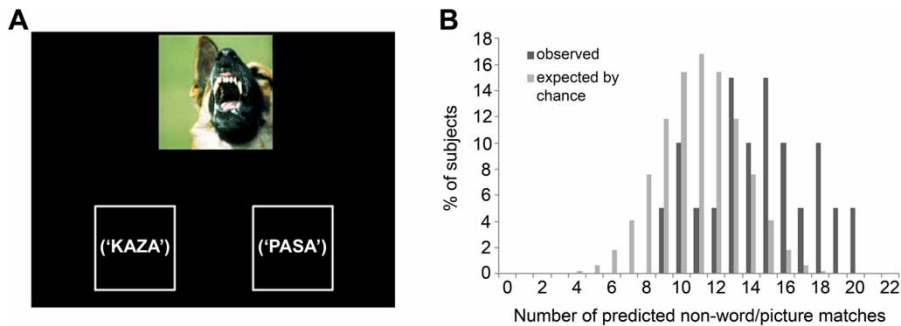 A
('KAZA')
('PASA')
B
% of subjects
18
16
14
12
10
8
6
4
2
0
observed
expected by
chance
0 2 4 6 8 10 12 14 16 18 20 22
Number of predicted non-word/picture matches